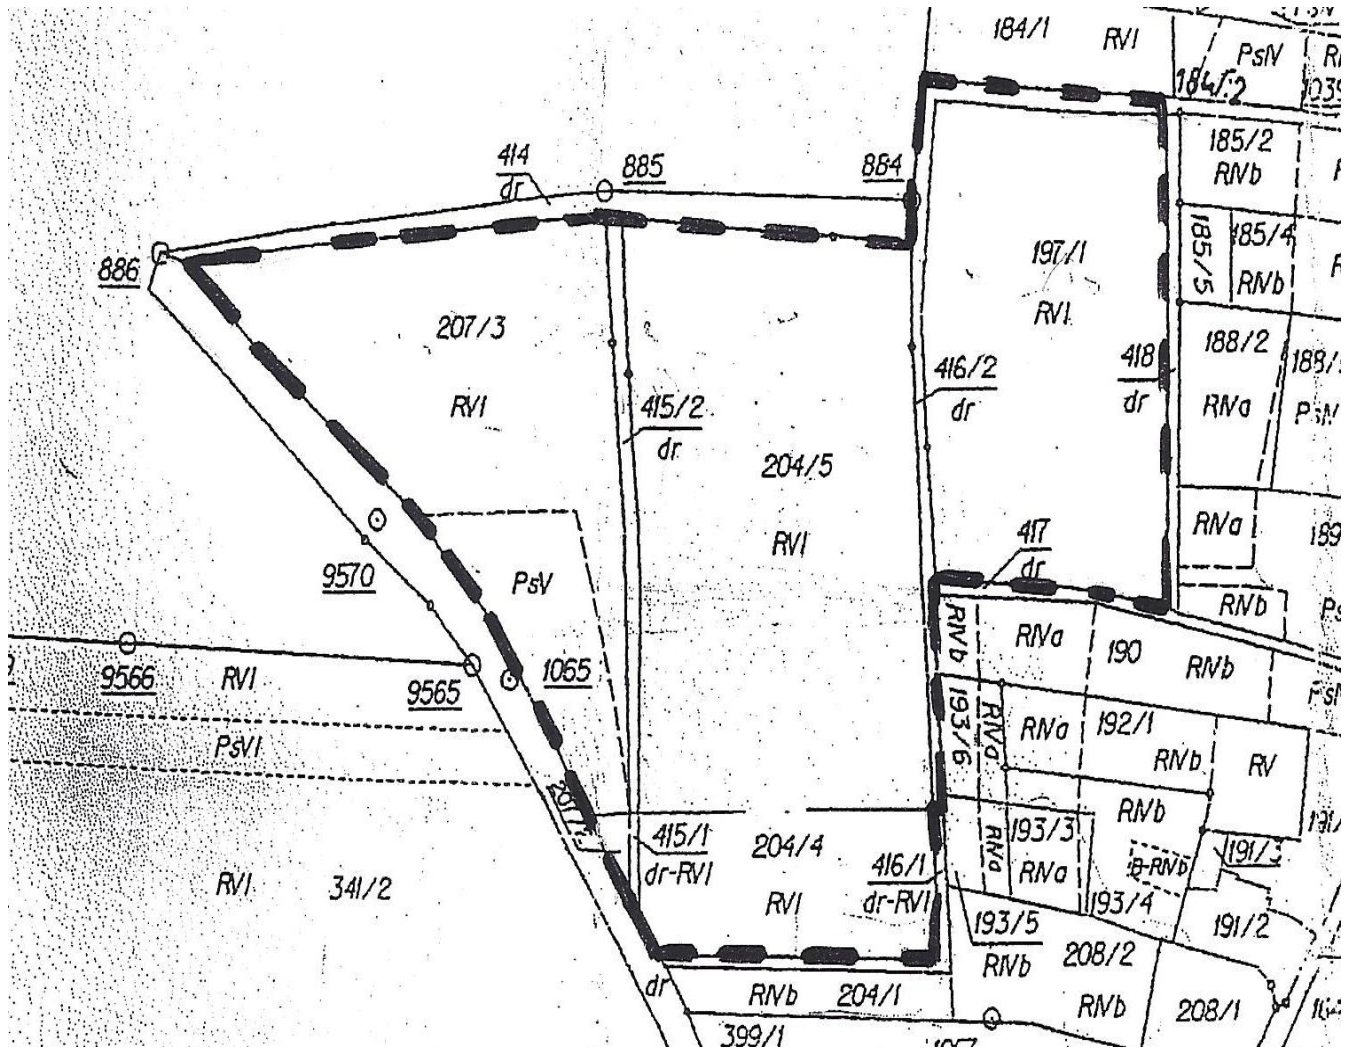 184/1
RVI
PsN
184/2
185/2
RIVb
414
dr
885
884
886
197/1
RVI
185/5
185/4
RIVb
207/3
RVI
415/2
dr
416/2
dr
418
dr
188/2
RIVa
204/5
RVI
RIVa
417
dr
RIVb
9570
PsV
RIVb
RIVa
190
RIVb
9566
RVI
9565
1065
193/6
RIVa
RIVa
192/1
RIVb
RV
PsVI
RIVb
193/3
RIVa
RIVa
B-RIVb
415/1
dr-RVI
204/4
RVI
416/1
dr-RVI
RVI
341/2
193/4
193/5
RIVb
208/2
RIVb
191/2
dr
RIVb
204/1
208/1
399/1